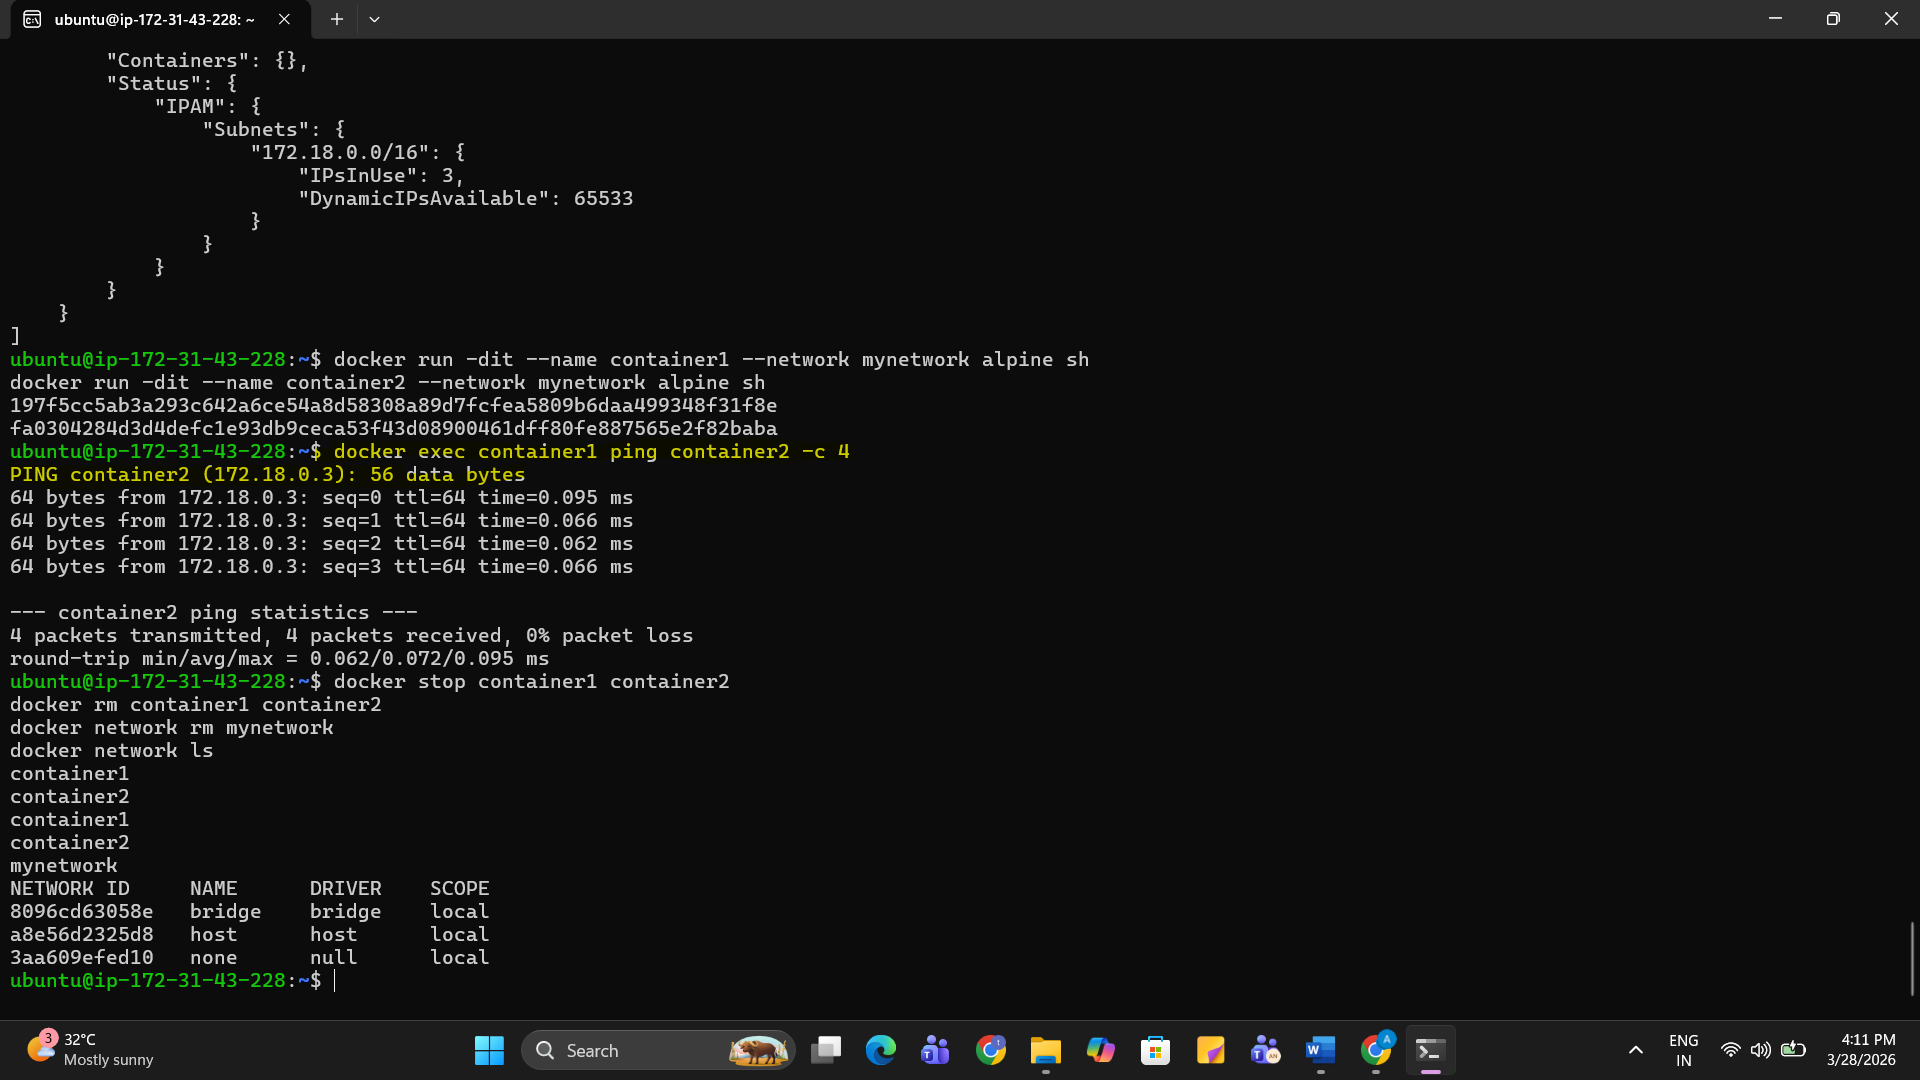 ubuntu@ip-172-31-43-228: ~
        "Containers": {},
        "Status": {
            "IPAM": {
                "Subnets": {
                    "172.18.0.0/16": {
                        "IPsInUse": 3,
                        "DynamicIPsAvailable": 65533
                    }
                }
            }
        }
    }
]
ubuntu@ip-172-31-43-228:~$ docker run -dit --name container1 --network mynetwork alpine sh
docker run -dit --name container2 --network mynetwork alpine sh
197f5cc5ab3a293c642a6ce54a8d58308a89d7fcfea5809b6daa499348f31f8e
fa0304284d3d4defc1e93db9ceca53f43d08900461dff80fe887565e2f82baba
ubuntu@ip-172-31-43-228:~$ docker exec container1 ping container2 -c 4
PING container2 (172.18.0.3): 56 data bytes
64 bytes from 172.18.0.3: seq=0 ttl=64 time=0.095 ms
64 bytes from 172.18.0.3: seq=1 ttl=64 time=0.066 ms
64 bytes from 172.18.0.3: seq=2 ttl=64 time=0.062 ms
64 bytes from 172.18.0.3: seq=3 ttl=64 time=0.066 ms

--- container2 ping statistics ---
4 packets transmitted, 4 packets received, 0% packet loss
round-trip min/avg/max = 0.062/0.072/0.095 ms
ubuntu@ip-172-31-43-228:~$ docker stop container1 container2
docker rm container1 container2
docker network rm mynetwork
docker network ls
container1
container2
container1
container2
mynetwork
NETWORK ID     NAME      DRIVER    SCOPE
8096cd63058e   bridge    bridge    local
a8e56d2325d8   host      host      local
3aa609efed10   none      null      local
ubuntu@ip-172-31-43-228:~$
3
32°C
Mostly sunny
Search
ENG
IN
4:11 PM
3/28/2026